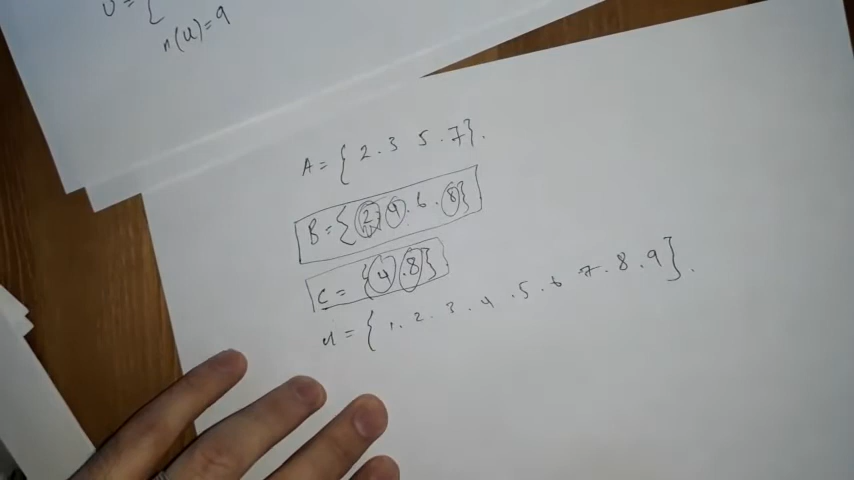 U = {
n(u)=9
A = { 2 . 3 5 . 7 } .
B = { 2, 4 . 6 . 8 }
C = { 4 . 8 }
u = { 1 . 2 . 3 . 4 . 5 . 6 7 . 8 . 9 } .